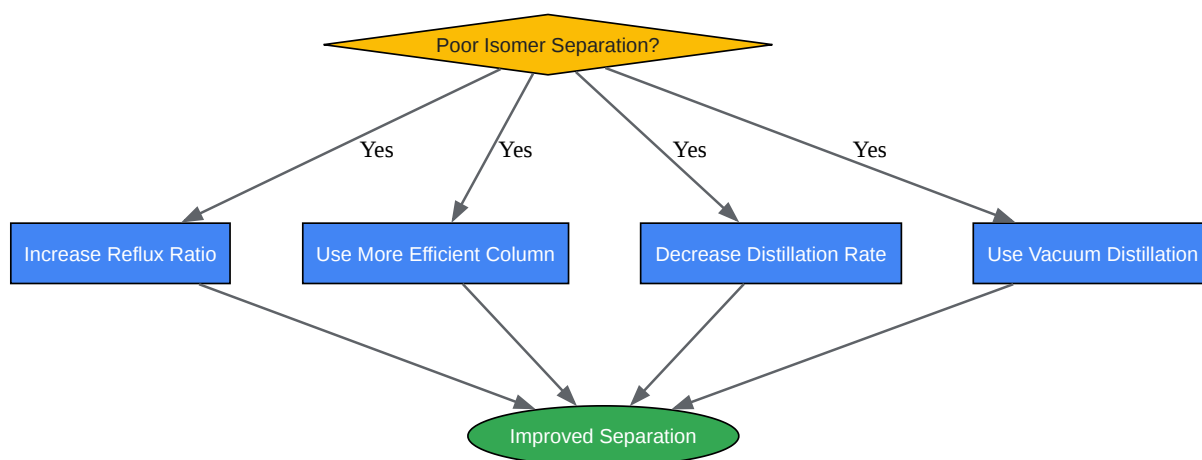 Poor Isomer Separation?
Yes
Yes
Yes
Yes
Increase Reflux Ratio
Use More Efficient Column
Decrease Distillation Rate
Use Vacuum Distillation
Improved Separation